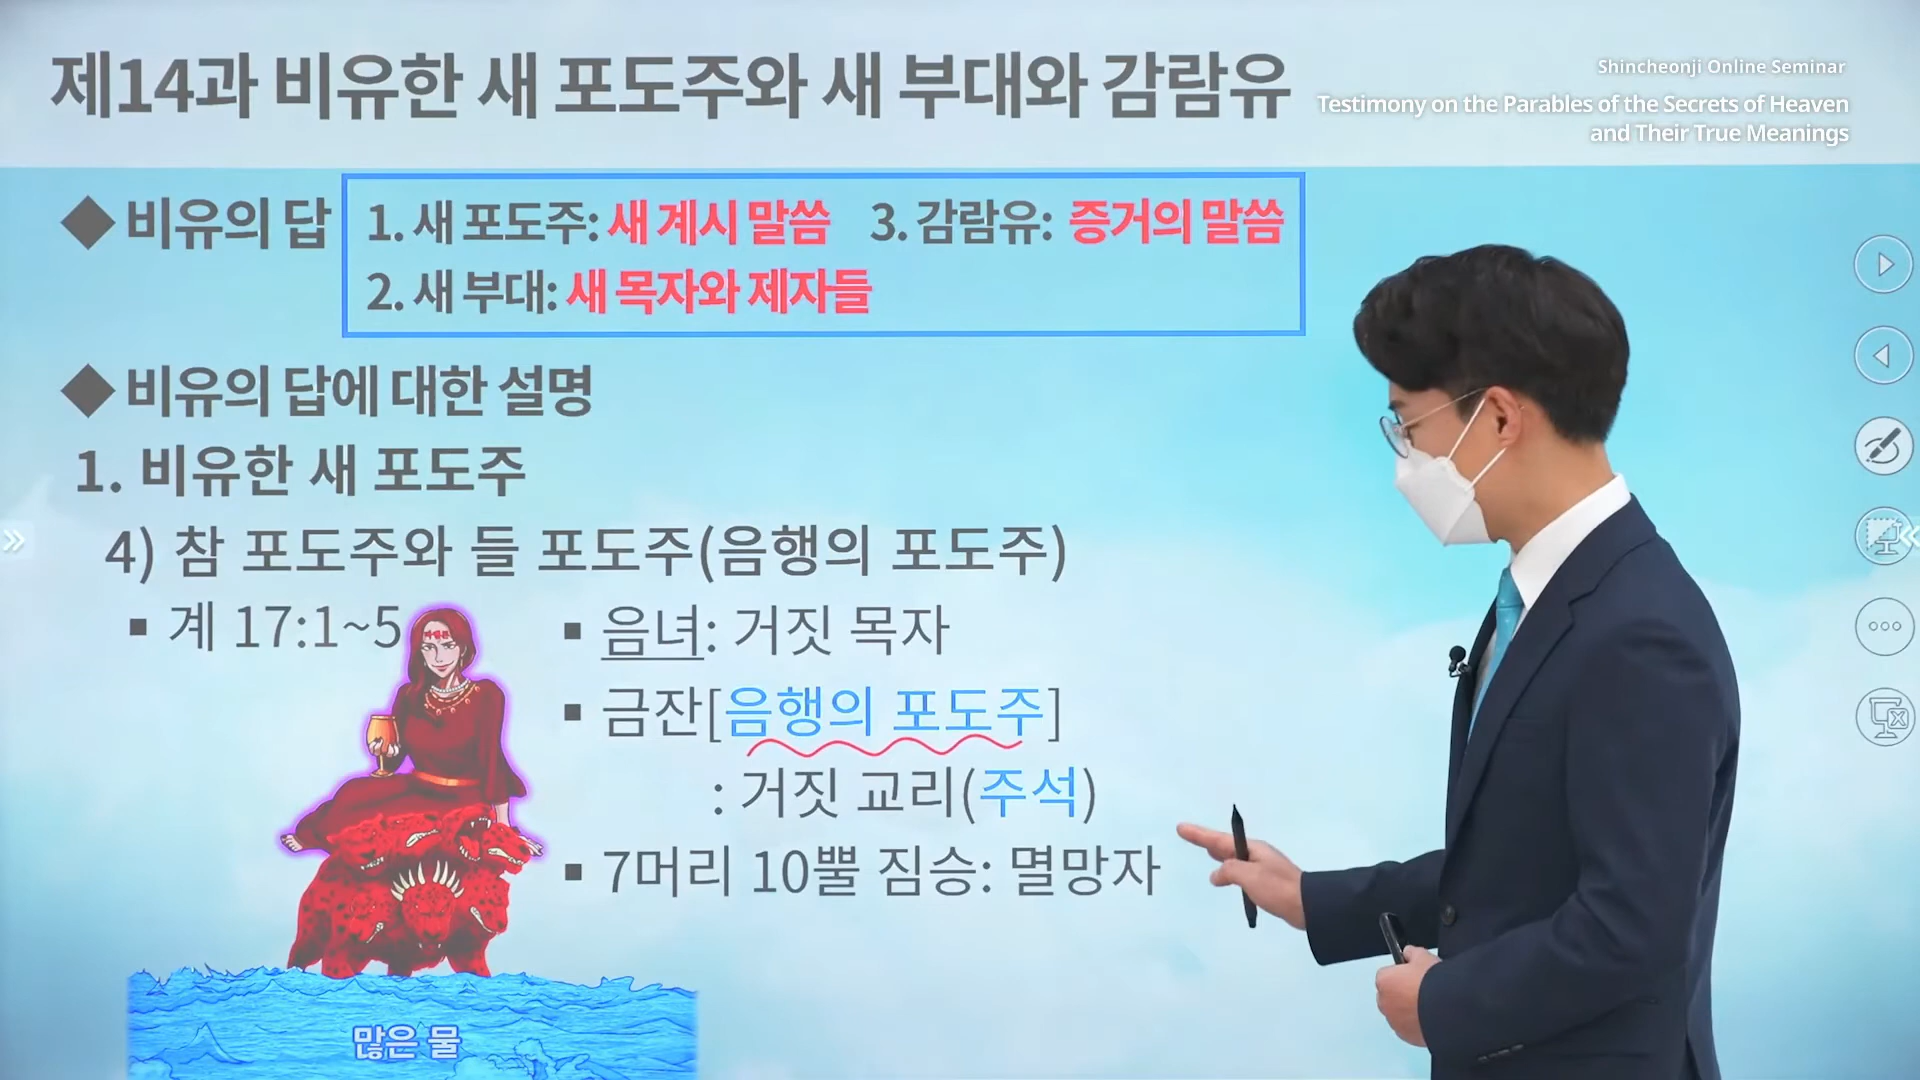 제14과 비유한 새 포도주와 새 부대와 감람유
Shincheonji Online Seminar
Testimony on the Parables of the Secrets of Heaven
and Their True Meanings
◆ 비유의 답
1. 새 포도주: 새 계시 말씀 3. 감람유: 증거의 말씀
2. 새 부대: 새 목자와 제자들
◆ 비유의 답에 대한 설명
1. 비유한 새 포도주
4) 참 포도주와 들 포도주(음행의 포도주)
▪ 계 17:1~5
바벨론
▪ 음녀: 거짓 목자
▪ 금잔[음행의 포도주]
: 거짓 교리(주석)
▪ 7머리 10뿔 짐승: 멸망자
많은 물